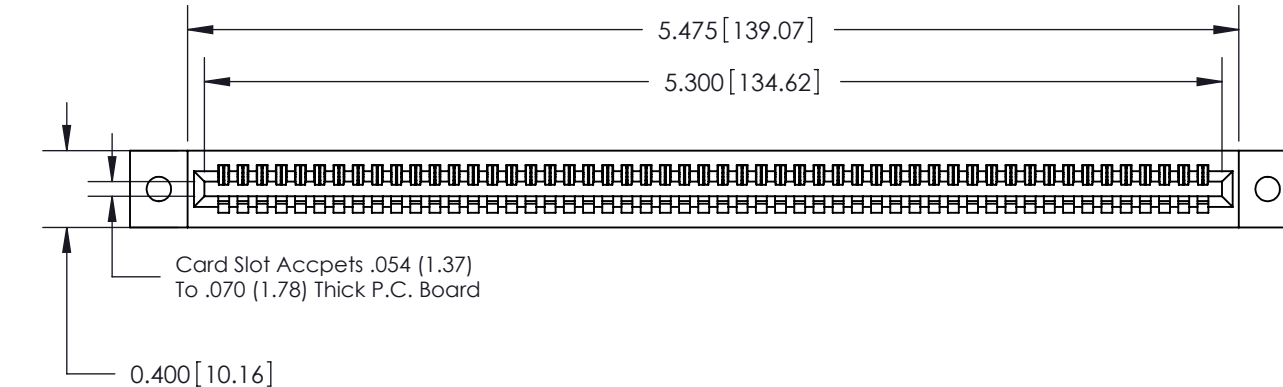 5.475[139.07]
5.300[134.62]
Card Slot Accpets .054 (1.37)
To .070 (1.78) Thick P.C. Board
0.400[10.16]